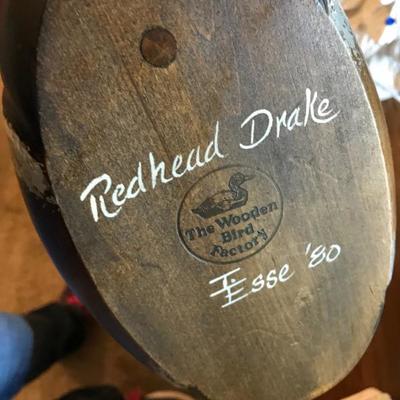 Redhead Drake
The Wooden
Bird
Factory
Esse '80